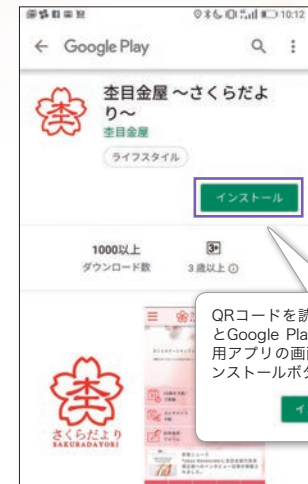 10:12
Google Play
杢目金屋 ～さくらだよ
り～
杢目金屋
ライフスタイル
インストール
1000以上
ダウンロード数
3+
3 歳以上
QRコードを読
とGoogle Pla
用アプリの画
ンストールボタ
イ
さくらだより
SAKURADAYORI